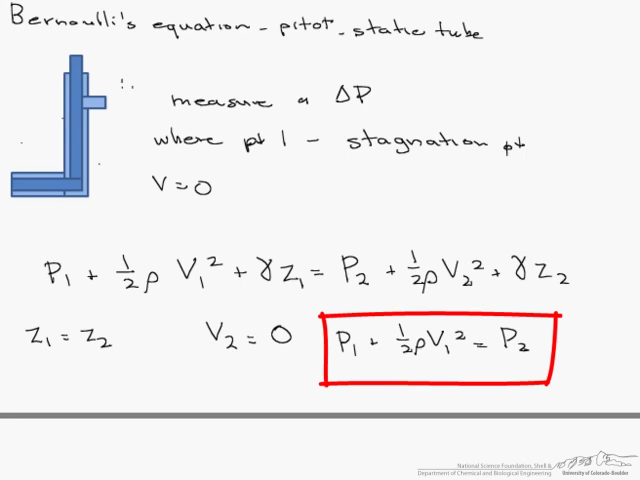 Bernoulli's equation - pitot-static tube
measure a ΔP
where pt 1 - stagnation pt
V = 0
P₁ + ½ρ V₁² + γ Z₁ = P₂ + ½ρ V₂² + γ Z₂
Z₁ = Z₂ V₂ = 0 P₁ + ½ρV₁² = P₂
National Science Foundation, Shell &
Department of Chemical and Biological Engineering University of Colorado-Boulder